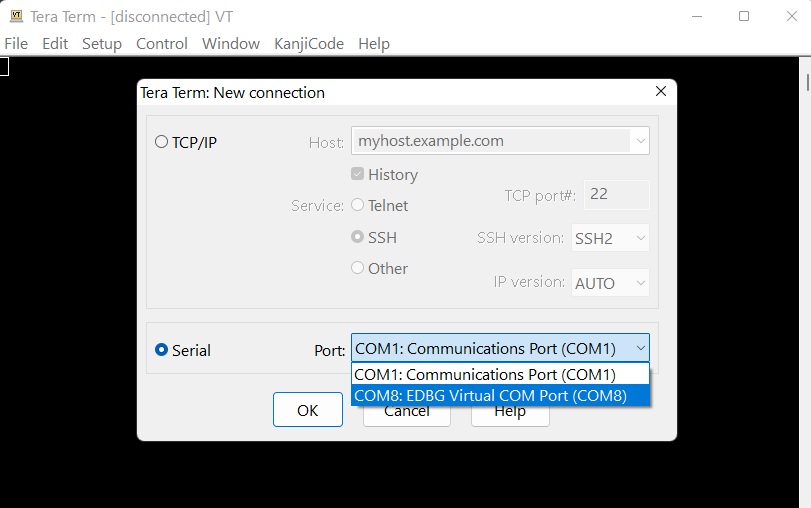 Tera Term - [disconnected] VT
File Edit Setup Control Window KanjiCode Help
Tera Term: New connection
TCP/IP Host: myhost.example.com
History
Service: Telnet TCP port#: 22
SSH SSH version: SSH2
Other IP version: AUTO
Serial Port: COM1: Communications Port (COM1)
COM1: Communications Port (COM1)
COM8: EDBG Virtual COM Port (COM8)
OK Cancel Help